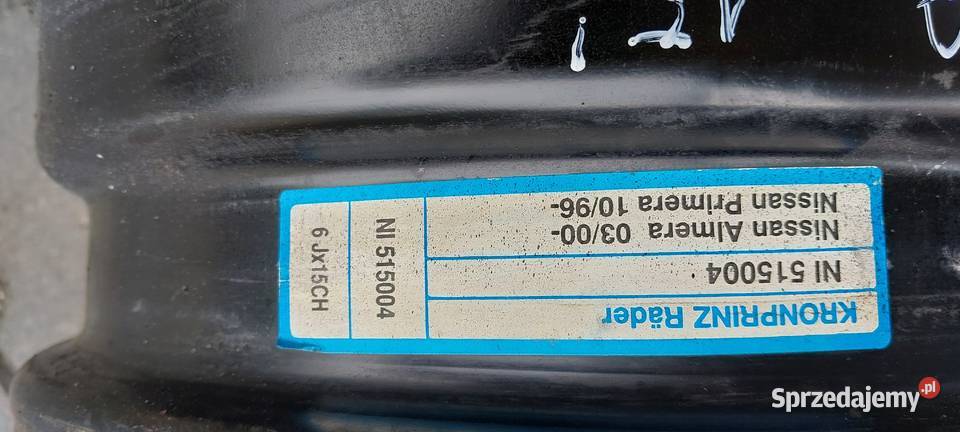 KRONPRINZ Räder
NI 515004
Nissan Almera 03/00-
Nissan Primera 10/96-
NI 515004
6 Jx15CH
Sprzedajemy.pl